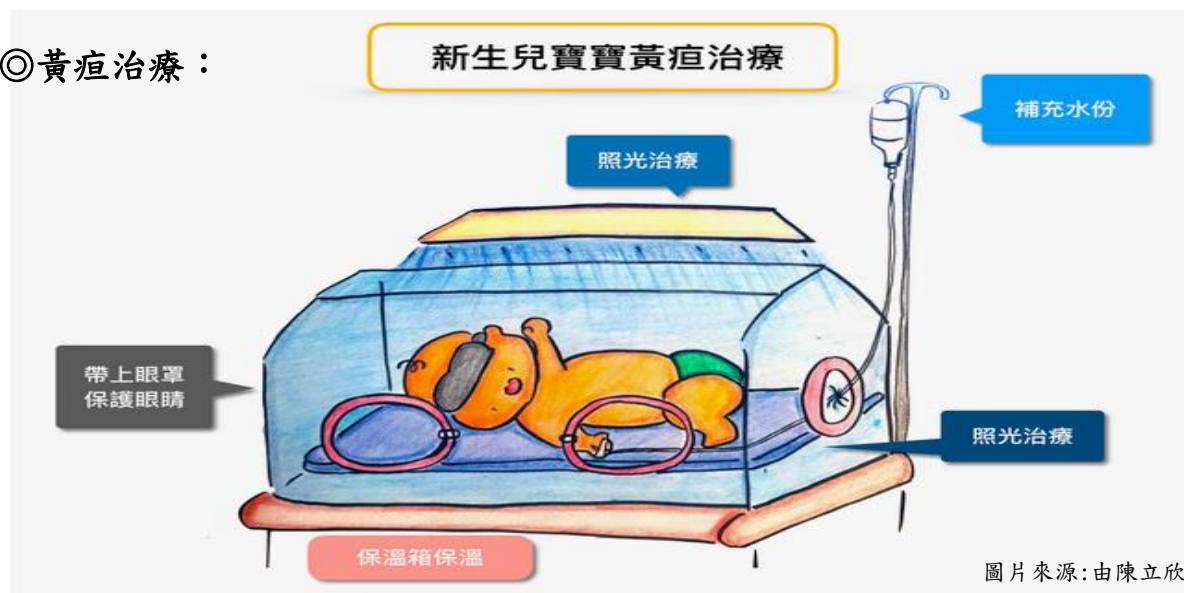 ◎黃疸治療：
新生兒寶寶黃疸治療
補充水份
照光治療
帶上眼罩
保護眼睛
照光治療
保溫箱保溫
圖片來源:由陳立欣